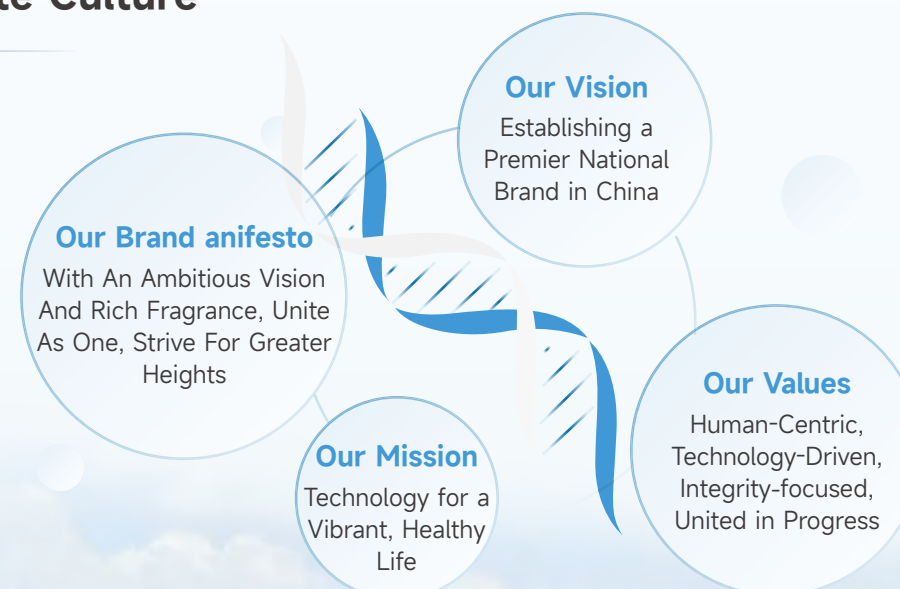 te Culture
Our Vision
Establishing a
Premier National
Brand in China
Our Brand anifesto
With An Ambitious Vision
And Rich Fragrance, Unite
As One, Strive For Greater
Heights
Our Values
Human-Centric,
Technology-Driven,
Integrity-focused,
United in Progress
Our Mission
Technology for a
Vibrant, Healthy
Life